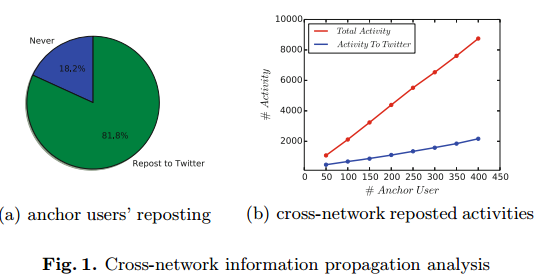 Never
18.2%
81.8%
Repost to Twitter
(a) anchor users' reposting
10000
8000
6000
4000
2000
# Activity
Total Activity
Activity To Twitter
0 50 100 150 200 250 300 350 400 450
# Anchor User
(b) cross-network reposted activities
Fig. 1. Cross-network information propagation analysis